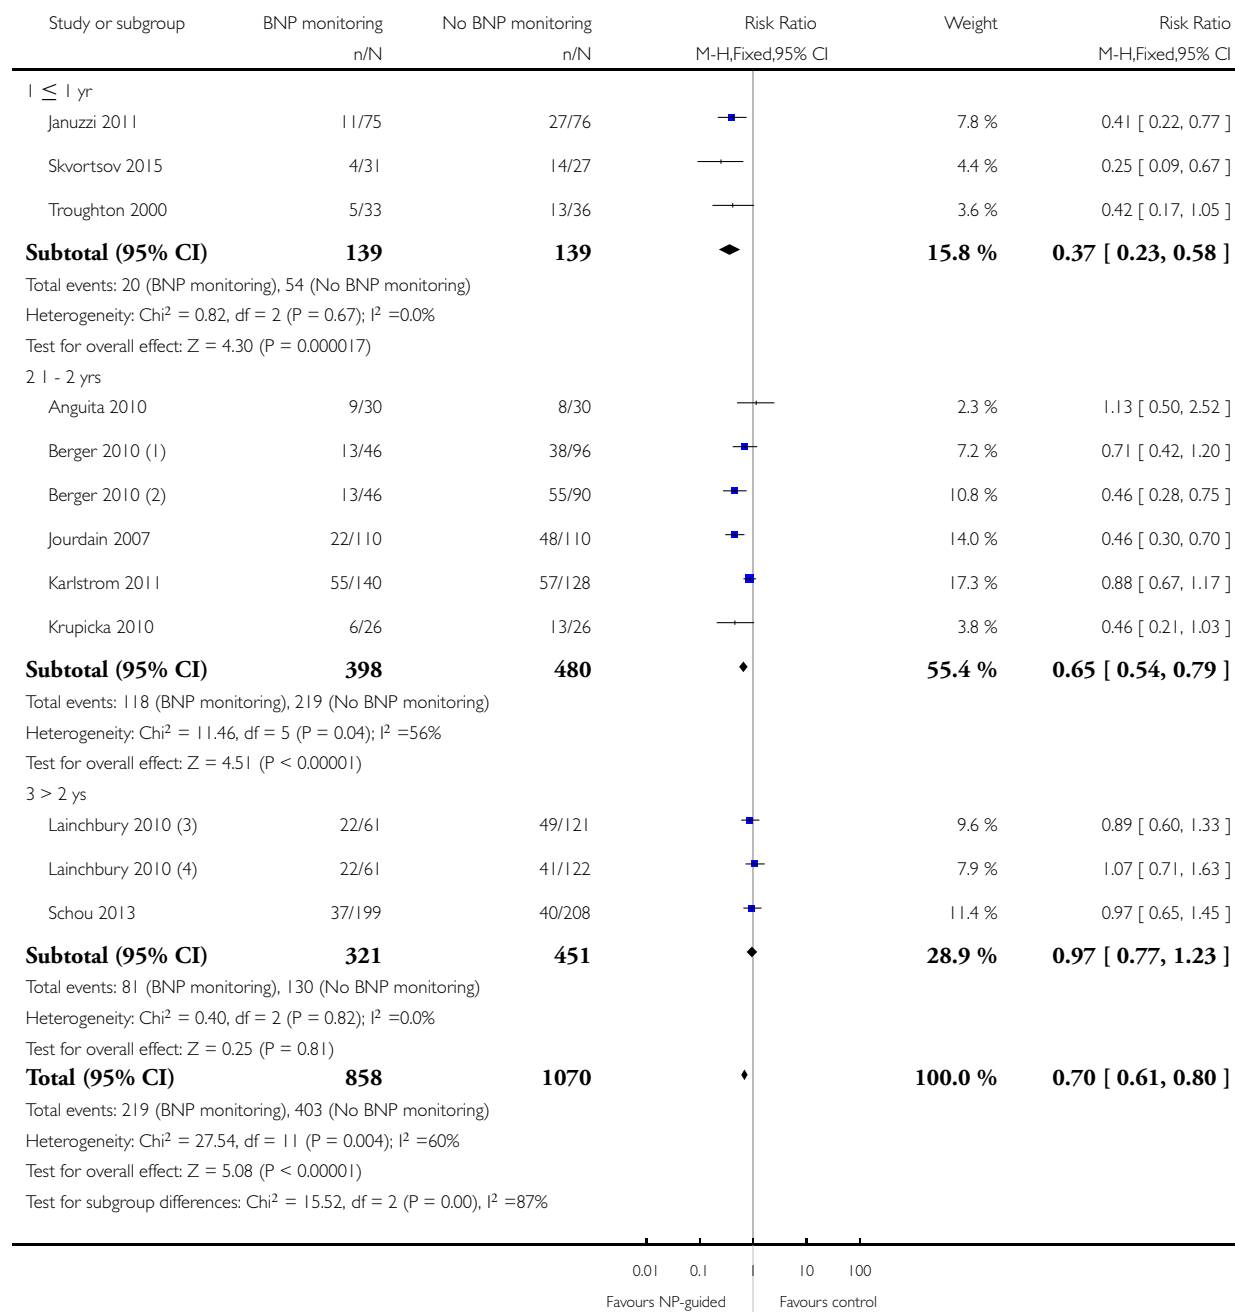 Study or subgroup BNP monitoring No BNP monitoring Risk Ratio Weight Risk Ratio
n/N n/N M-H,Fixed,95% CI M-H,Fixed,95% CI
1 ≤ 1 yr
Januzzi 2011 11/75 27/76 7.8 % 0.41 [ 0.22, 0.77 ]
Skvortsov 2015 4/31 14/27 4.4 % 0.25 [ 0.09, 0.67 ]
Troughton 2000 5/33 13/36 3.6 % 0.42 [ 0.17, 1.05 ]
Subtotal (95% CI) 139 139 15.8 % 0.37 [ 0.23, 0.58 ]
Total events: 20 (BNP monitoring), 54 (No BNP monitoring)
Heterogeneity: Chi² = 0.82, df = 2 (P = 0.67); I² =0.0%
Test for overall effect: Z = 4.30 (P = 0.000017)
2 1 - 2 yrs
Anguita 2010 9/30 8/30 2.3 % 1.13 [ 0.50, 2.52 ]
Berger 2010 (1) 13/46 38/96 7.2 % 0.71 [ 0.42, 1.20 ]
Berger 2010 (2) 13/46 55/90 10.8 % 0.46 [ 0.28, 0.75 ]
Jourdain 2007 22/110 48/110 14.0 % 0.46 [ 0.30, 0.70 ]
Karlstrom 2011 55/140 57/128 17.3 % 0.88 [ 0.67, 1.17 ]
Krupicka 2010 6/26 13/26 3.8 % 0.46 [ 0.21, 1.03 ]
Subtotal (95% CI) 398 480 55.4 % 0.65 [ 0.54, 0.79 ]
Total events: 118 (BNP monitoring), 219 (No BNP monitoring)
Heterogeneity: Chi² = 11.46, df = 5 (P = 0.04); I² =56%
Test for overall effect: Z = 4.51 (P < 0.00001)
3 > 2 ys
Lainchbury 2010 (3) 22/61 49/121 9.6 % 0.89 [ 0.60, 1.33 ]
Lainchbury 2010 (4) 22/61 41/122 7.9 % 1.07 [ 0.71, 1.63 ]
Schou 2013 37/199 40/208 11.4 % 0.97 [ 0.65, 1.45 ]
Subtotal (95% CI) 321 451 28.9 % 0.97 [ 0.77, 1.23 ]
Total events: 81 (BNP monitoring), 130 (No BNP monitoring)
Heterogeneity: Chi² = 0.40, df = 2 (P = 0.82); I² =0.0%
Test for overall effect: Z = 0.25 (P = 0.81)
Total (95% CI) 858 1070 100.0 % 0.70 [ 0.61, 0.80 ]
Total events: 219 (BNP monitoring), 403 (No BNP monitoring)
Heterogeneity: Chi² = 27.54, df = 11 (P = 0.004); I² =60%
Test for overall effect: Z = 5.08 (P < 0.00001)
Test for subgroup differences: Chi² = 15.52, df = 2 (P = 0.00), I² =87%
0.01 0.1 1 10 100
Favours NP-guided Favours control